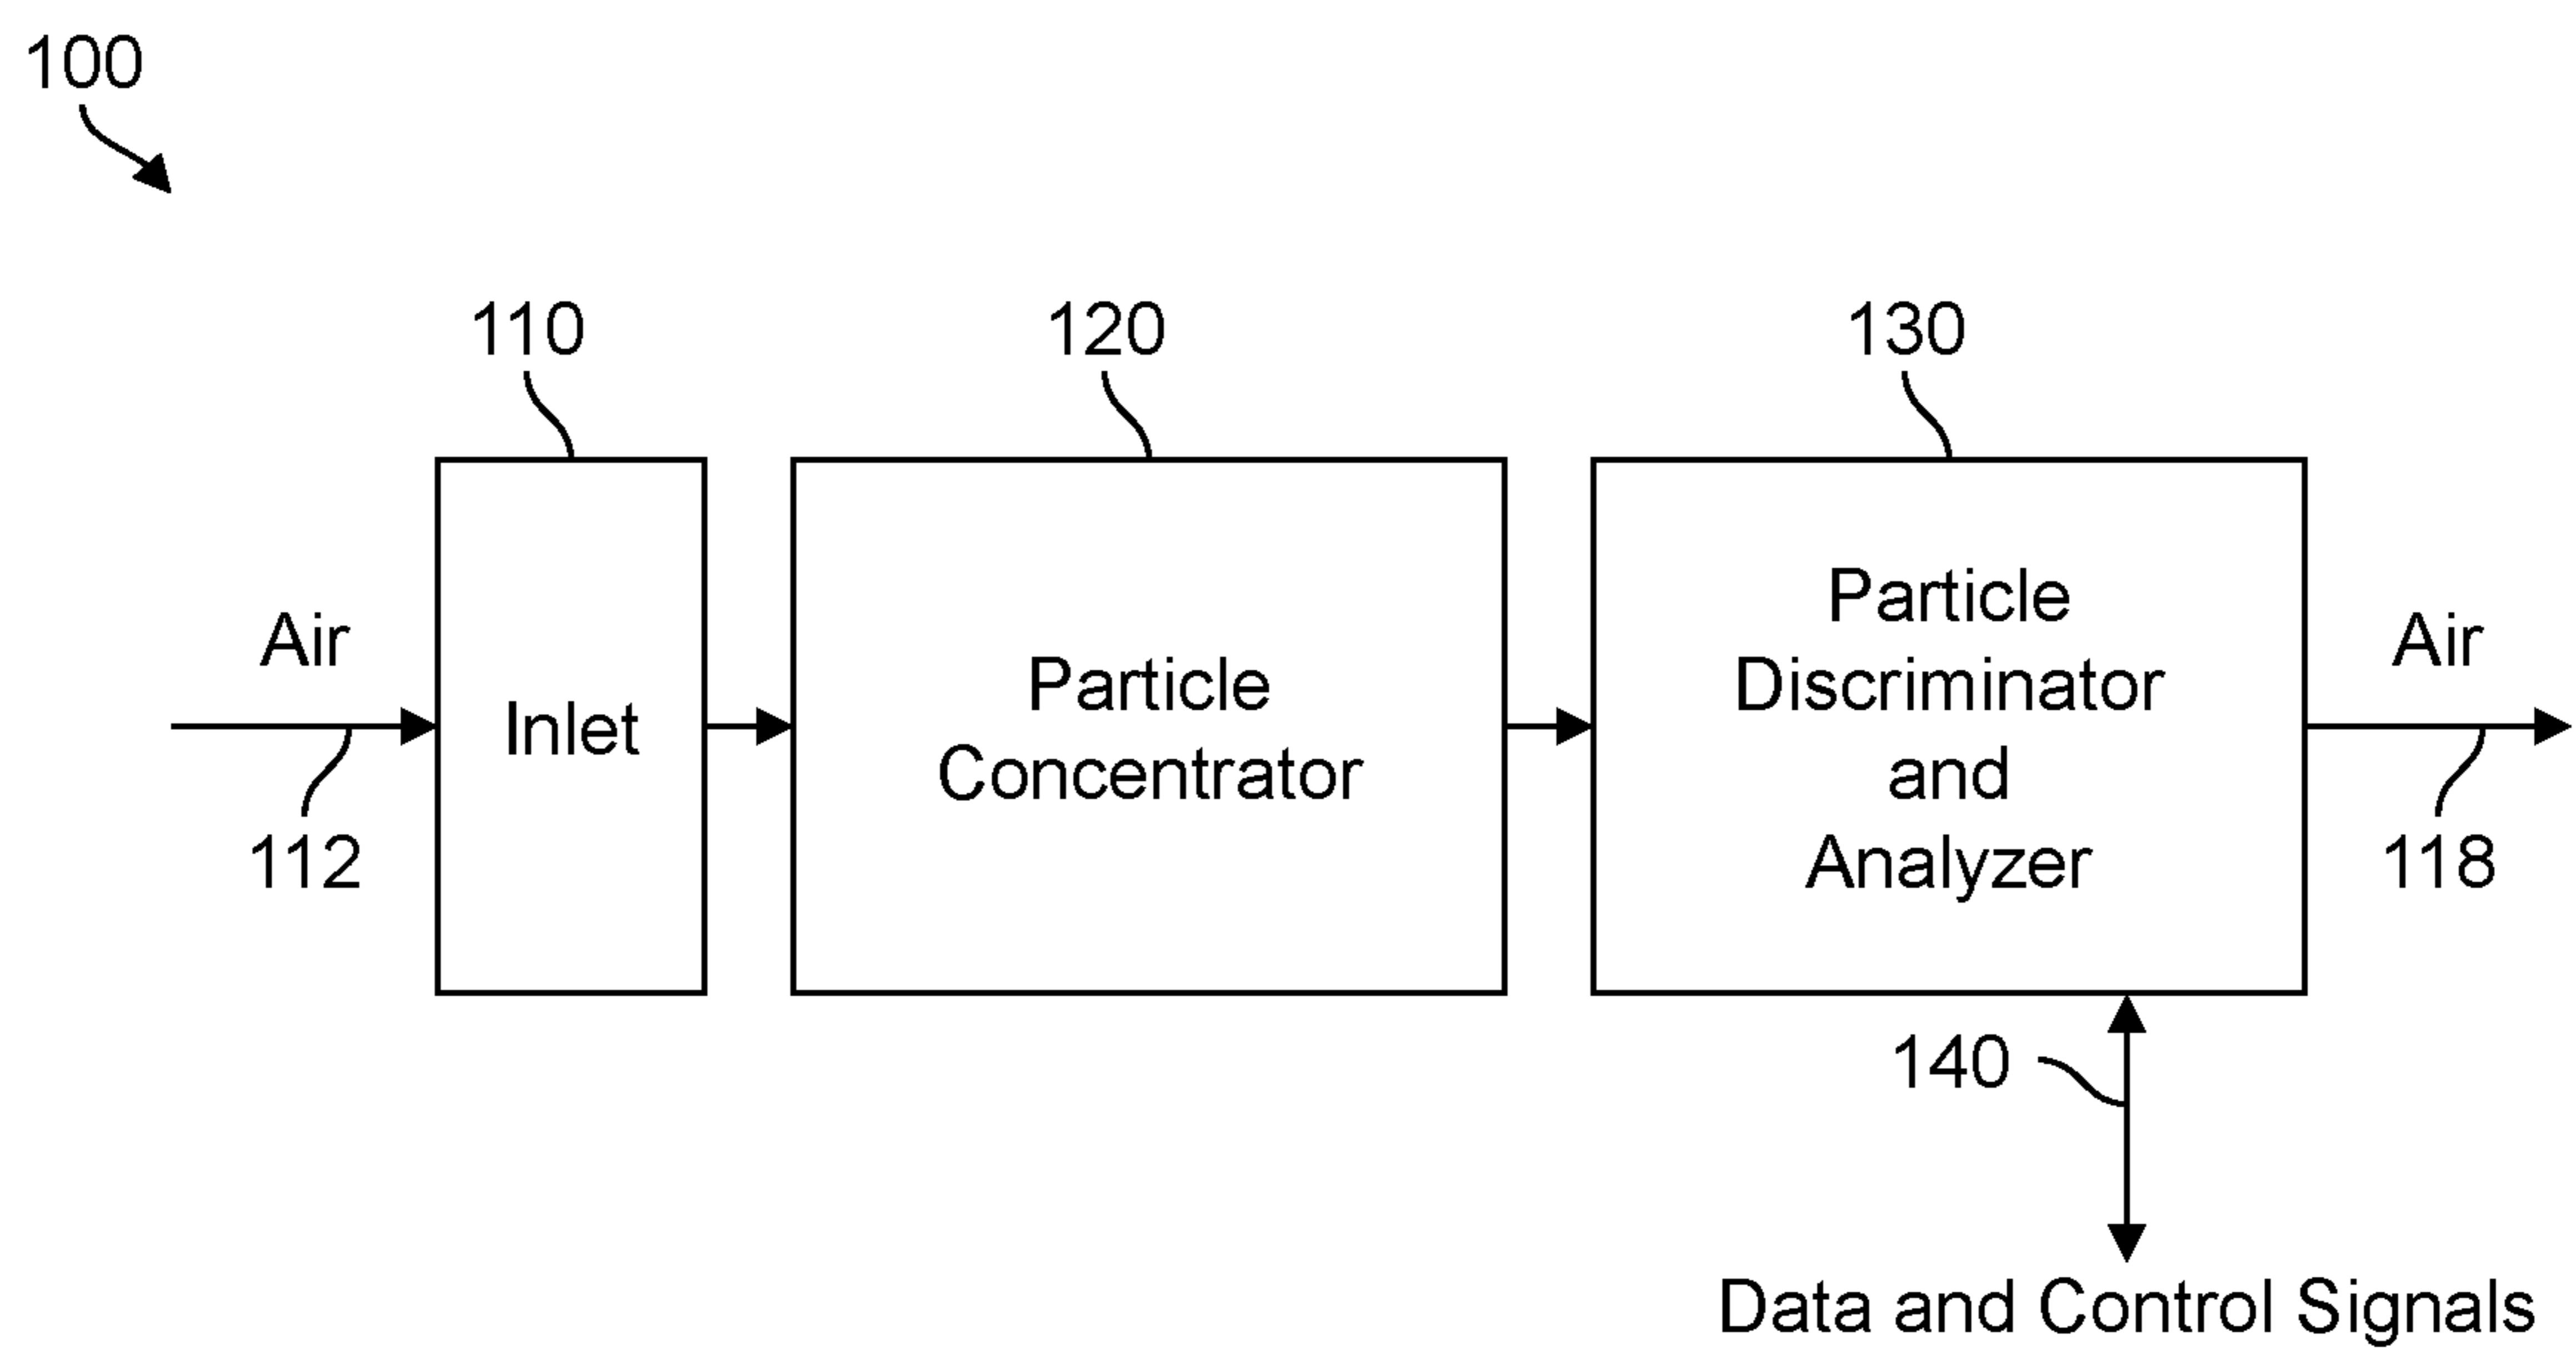 100
110
120
130
Air
Inlet
112
Particle
Concentrator
Particle
Discriminator
and
Analyzer
Air
118
140
Data and Control Signals